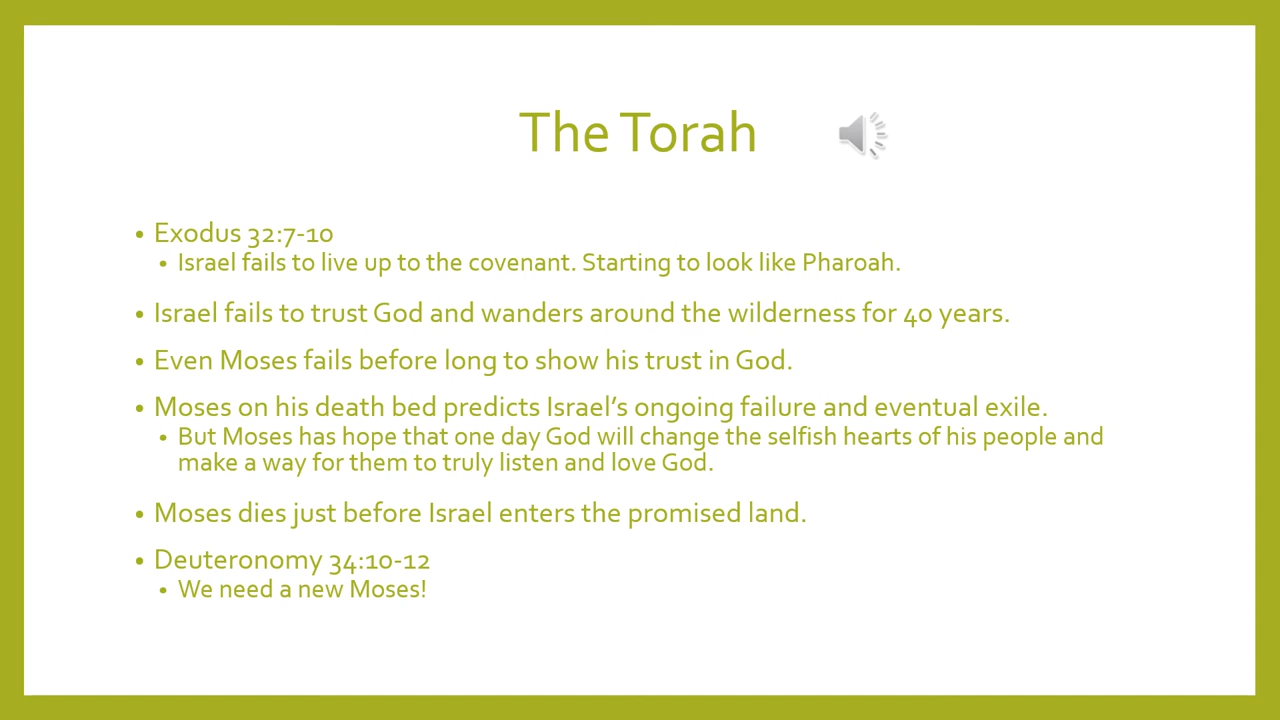 The Torah
• Exodus 32:7-10
• Israel fails to live up to the covenant. Starting to look like Pharoah.
• Israel fails to trust God and wanders around the wilderness for 40 years.
• Even Moses fails before long to show his trust in God.
• Moses on his death bed predicts Israel’s ongoing failure and eventual exile.
• But Moses has hope that one day God will change the selfish hearts of his people and
make a way for them to truly listen and love God.
• Moses dies just before Israel enters the promised land.
• Deuteronomy 34:10-12
• We need a new Moses!